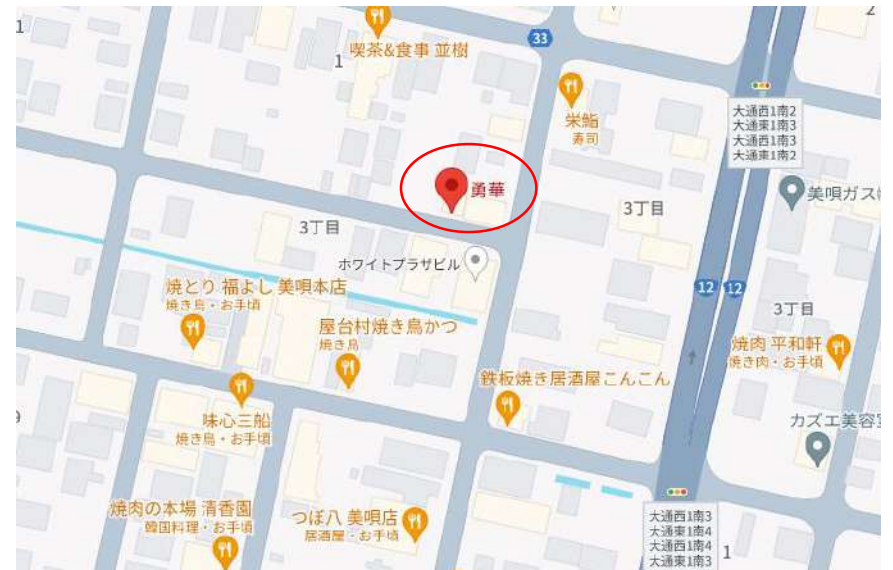 1
喫茶&食事 並樹
1
33
2
栄鮨
寿司
大通西1南2
大通東1南3
大通西1南3
大通東1南2
勇華
美唄ガス
3丁目
3丁目
ホワイトプラザビル
12
12
3丁目
焼とり 福よし 美唄本店
焼き鳥・お手頃
屋台村焼き鳥かつ
焼き鳥
焼肉 平和軒
焼き肉・お手頃
鉄板焼き居酒屋こんこん
味心三船
焼き鳥・お手頃
カズエ美容室
焼肉の本場 清香園
韓国料理・お手頃
つぼ八 美唄店
居酒屋・お手頃
大通西1南3
大通東1南4
大通西1南4
大通東1南3
1